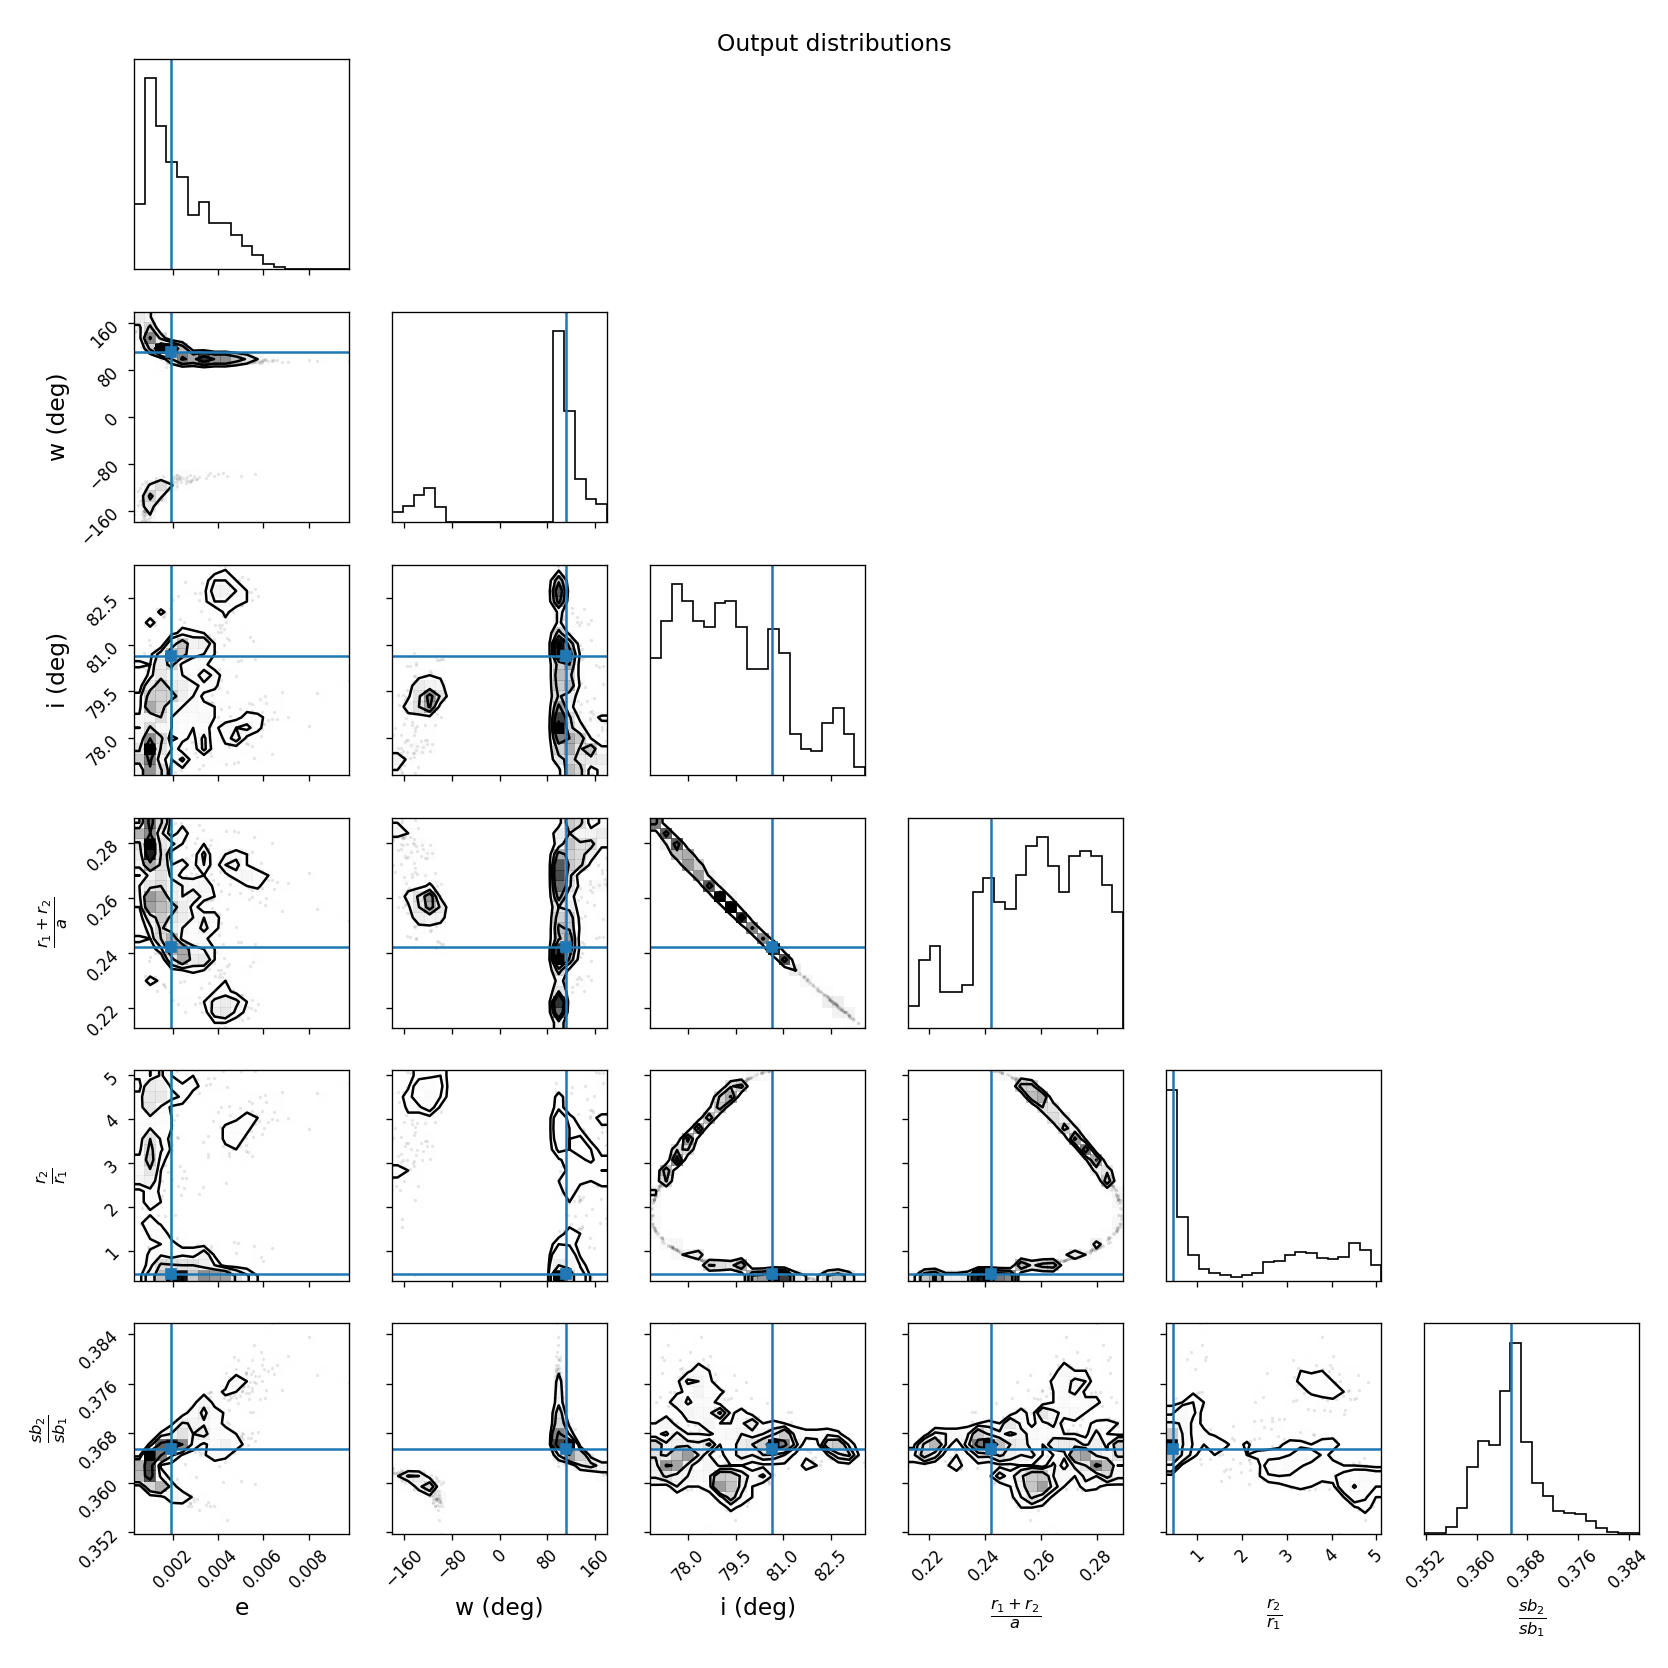 Output distributions
w (deg)
160
80
0
−80
−160
i (deg)
82.5
81.0
79.5
78.0
r₁ + r₂
a
0.28
0.26
0.24
0.22
r₂
r₁
5
4
3
2
1
sb₂
sb₁
0.384
0.376
0.368
0.360
0.352
0.002 0.004 0.006 0.008 −160 −80 0 80 160 78.0 79.5 81.0 82.5 0.22 0.24 0.26 0.28 1 2 3 4 5 0.352 0.360 0.368 0.376 0.384
e w (deg) i (deg)
r₁ + r₂
a
r₂
r₁
sb₂
sb₁